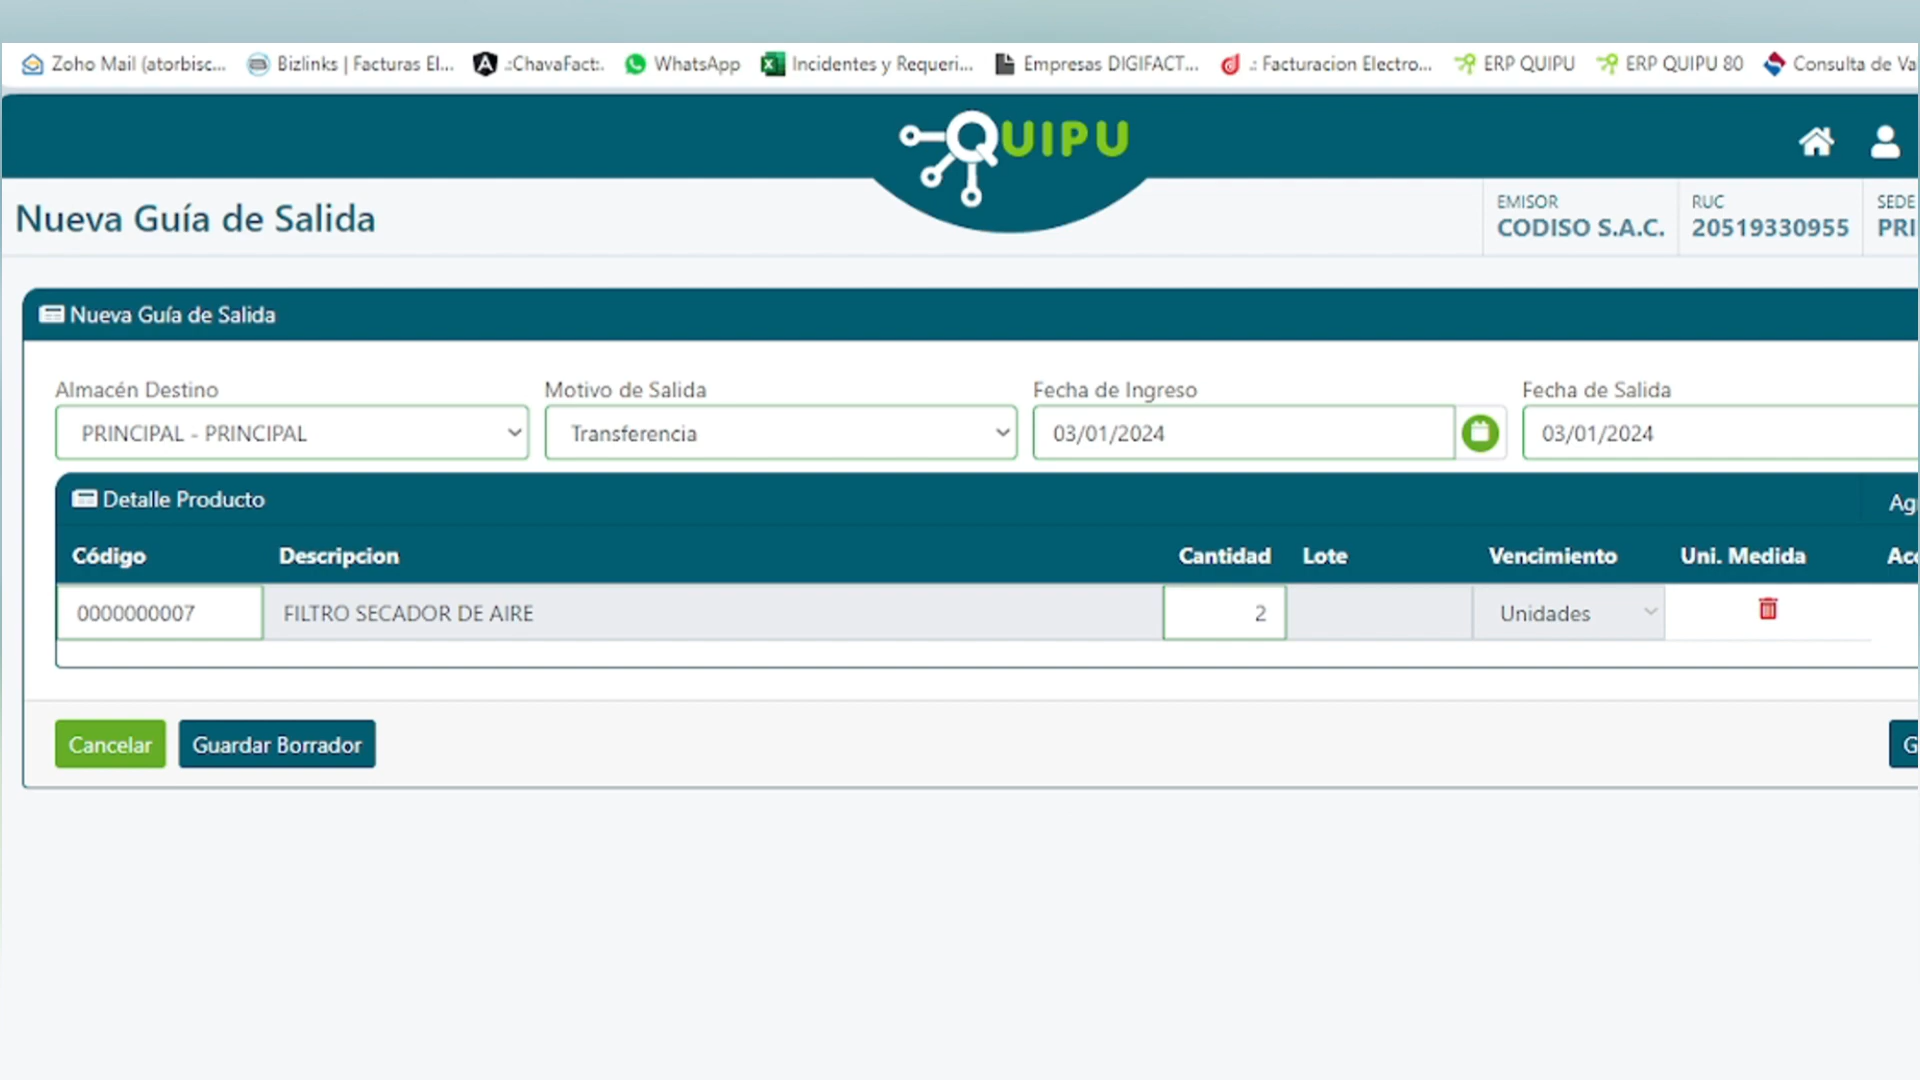 Zoho Mail (atorbisc... Bizlinks | Facturas El... .:ChavaFact:. WhatsApp Incidentes y Requeri... Empresas DIGIFACT... .: Facturacion Electro... ERP QUIPU ERP QUIPU 80 Consulta de Va
QUIPU
Nueva Guía de Salida
EMISOR RUC SEDE
CODISO S.A.C. 20519330955 PRI
Nueva Guía de Salida
Almacén Destino Motivo de Salida Fecha de Ingreso Fecha de Salida
PRINCIPAL - PRINCIPAL Transferencia 03/01/2024 03/01/2024
Detalle Producto Ag
Código Descripcion Cantidad Lote Vencimiento Uni. Medida Acc
0000000007 FILTRO SECADOR DE AIRE 2 Unidades
Cancelar Guardar Borrador G